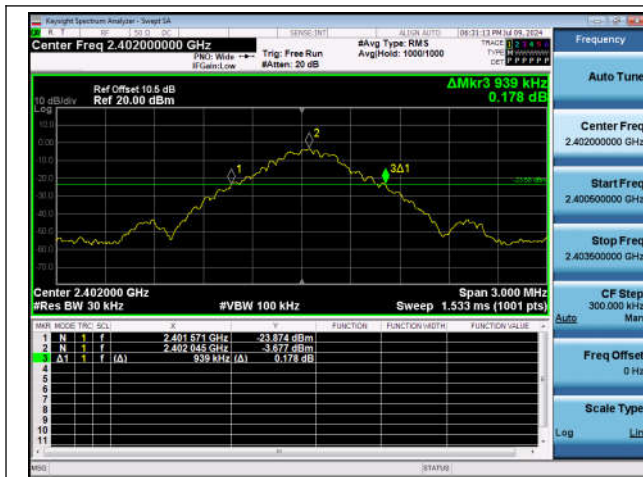 Keysight Spectrum Analyzer - Swept SA
RF 50 Ω DC SENSE:INT ALIGN AUTO 06:31:13 PM Jul 09, 2024
Center Freq 2.402000000 GHz
PNO: Wide
IFGain:Low
Trig: Free Run
#Atten: 20 dB
#Avg Type: RMS
Avg|Hold: 1000/1000
TRACE 1 2 3 4 5 6
TYPE
DET P P P P P P
Ref Offset 10.5 dB
Ref 20.00 dBm
ΔMkr3 939 kHz
0.178 dB
10 dB/div
Log
10.0
0.00
1
2
3Δ1
Center 2.402000 GHz
#Res BW 30 kHz
#VBW 100 kHz
Span 3.000 MHz
Sweep 1.533 ms (1001 pts)
MKR MODE TRC SCL X Y FUNCTION FUNCTION WIDTH FUNCTION VALUE
1 N 1 f 2.401 571 GHz -23.874 dBm
2 N 1 f 2.402 045 GHz -3.677 dBm
3 Δ1 1 f (Δ) 939 kHz (Δ) 0.178 dB
4
5
6
7
8
9
10
11
MSG STATUS
Frequency
Auto Tune
Center Freq
2.402000000 GHz
Start Freq
2.400500000 GHz
Stop Freq
2.403500000 GHz
CF Step
300.000 kHz
Auto Man
Freq Offset
0 Hz
Scale Type
Log Lin